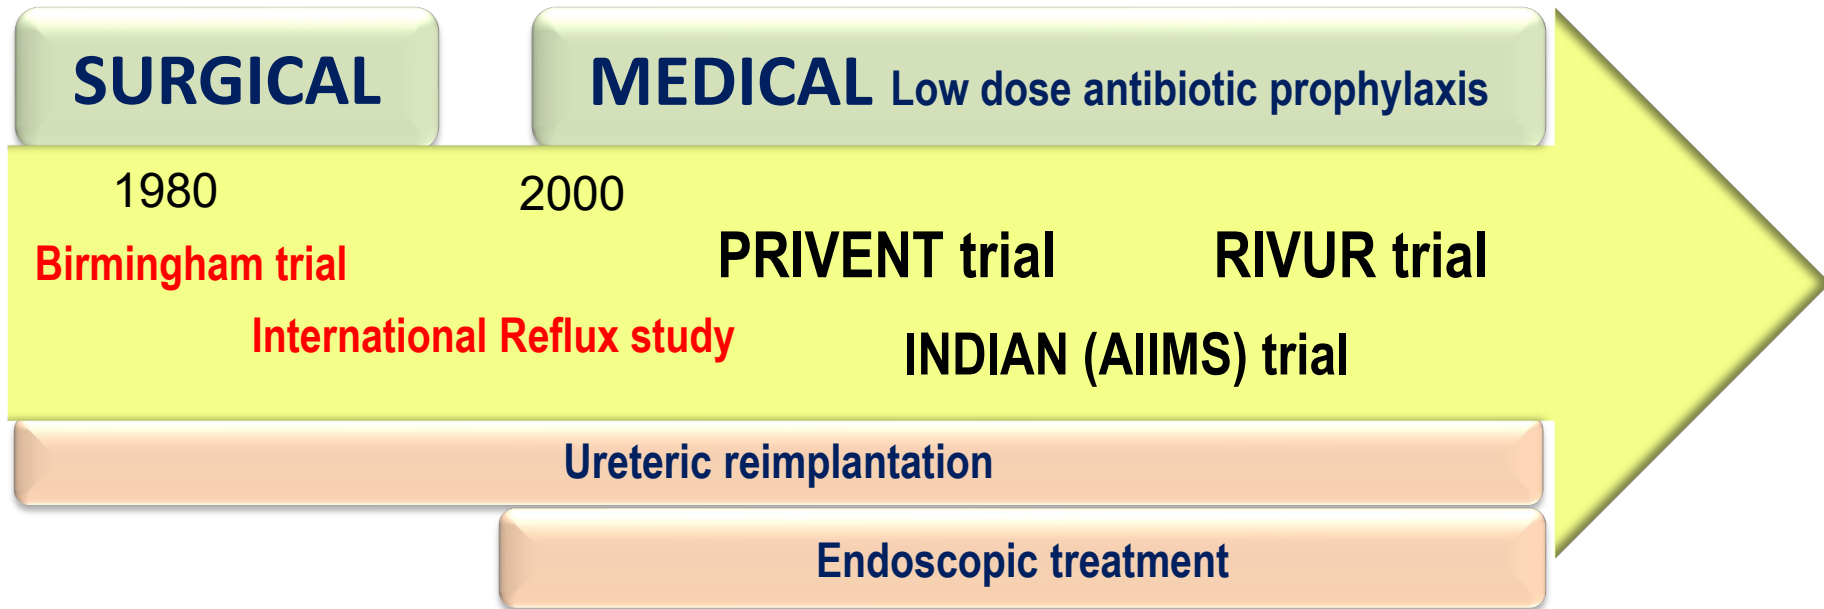 SURGICAL
MEDICAL Low dose antibiotic prophylaxis
1980
2000
Birmingham trial
PRIVENT trial
RIVUR trial
International Reflux study
INDIAN (AIIMS) trial
Ureteric reimplantation
Endoscopic treatment